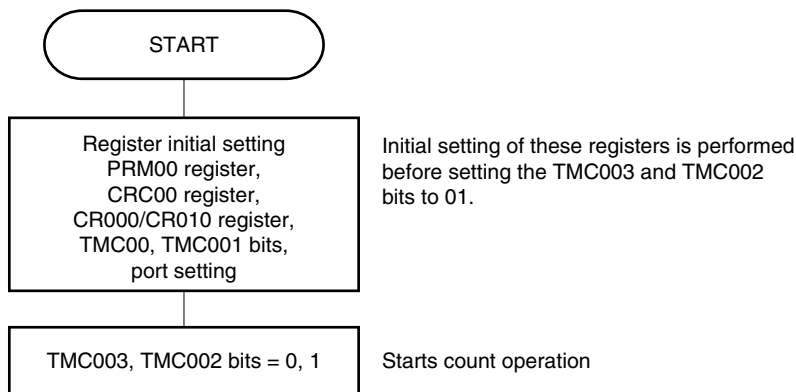 START
Register initial setting
PRM00 register,
CRC00 register,
CR000/CR010 register,
TMC00, TMC001 bits,
port setting
Initial setting of these registers is performed
before setting the TMC003 and TMC002
bits to 01.
TMC003, TMC002 bits = 0, 1
Starts count operation